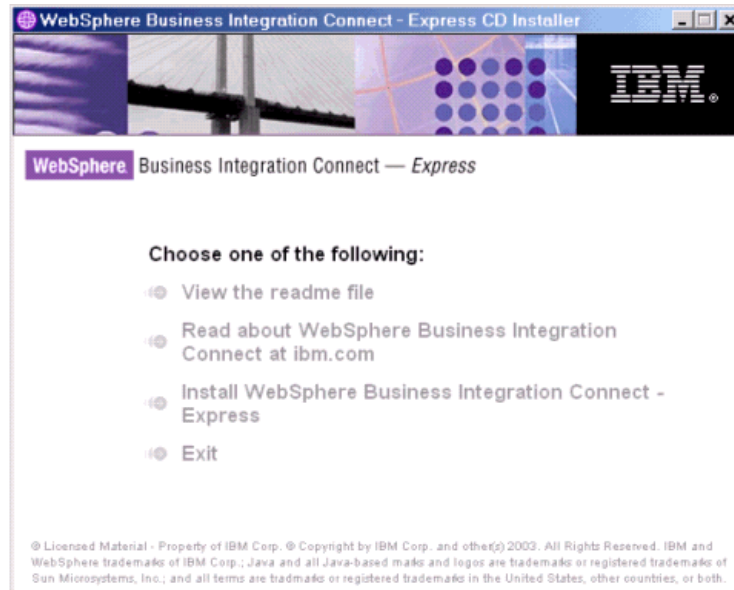 WebSphere Business Integration Connect - Express CD Installer
IBM®
WebSphere. Business Integration Connect — Express
Choose one of the following:
View the readme file
Read about WebSphere Business Integration
Connect at ibm.com
Install WebSphere Business Integration Connect -
Express
Exit
® Licensed Material - Property of IBM Corp. ® Copyright by IBM Corp. and other(s) 2003. All Rights Reserved. IBM and
WebSphere trademarks of IBM Corp.; Java and all Java-based marks and logos are trademarks or registered trademarks of
Sun Microsystems, Inc.; and all terms are tradmarks or registered trademarks in the United States, other countries, or both.